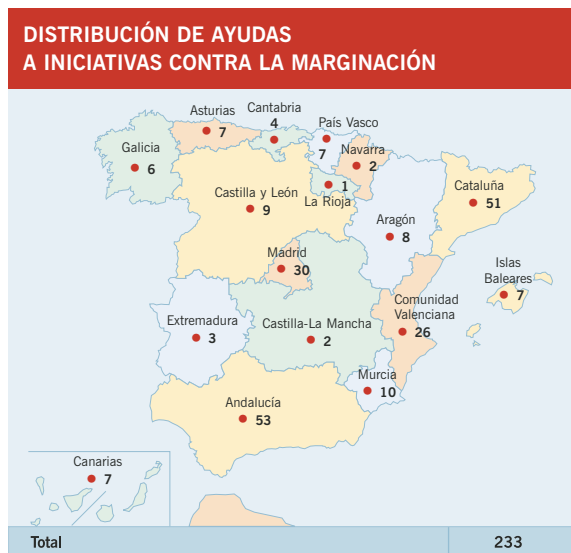 DISTRIBUCIÓN DE AYUDAS
A INICIATIVAS CONTRA LA MARGINACIÓN
Asturias
7
Cantabria
4
País Vasco
7
Galicia
6
Navarra
2
La Rioja
1
Castilla y León
9
Cataluña
51
Aragón
8
Madrid
30
Islas
Baleares
7
Comunidad
Valenciana
26
Extremadura
3
Castilla-La Mancha
2
Murcia
10
Andalucía
53
Canarias
7
Total 233